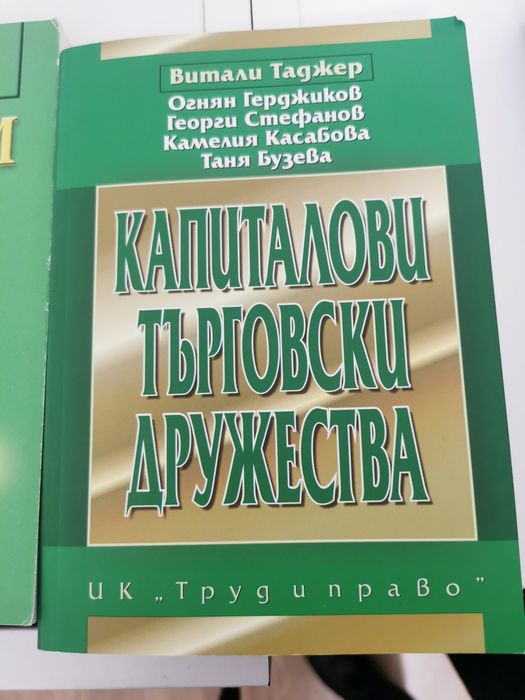 Витали Таджер
Огнян Герджиков
Георги Стефанов
Камелия Касабова
Таня Бузева
КАПИТАЛОВИ
ТЪРГОВСКИ
ДРУЖЕСТВА
ИК „Труд и право"
И